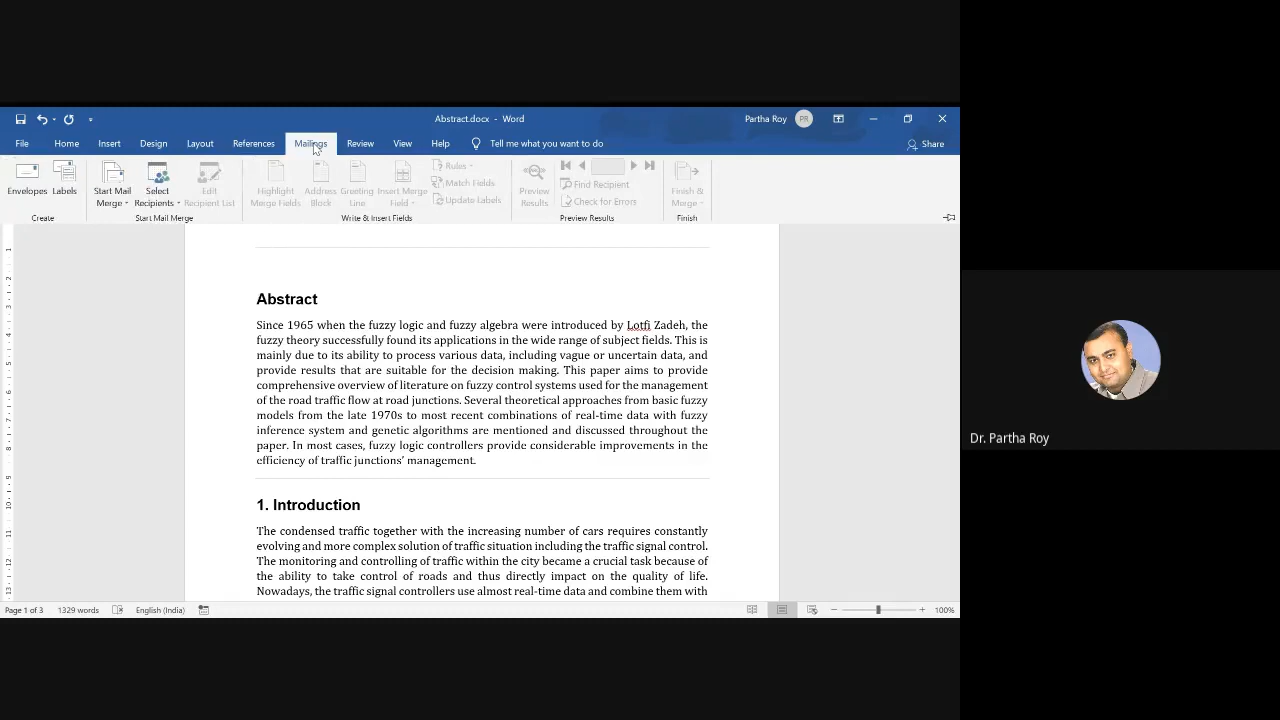 Abstract.docx - Word
Partha Roy
PR
File Home Insert Design Layout References Mailings Review View Help Tell me what you want to do
Share
Envelopes Labels
Create
Start Mail Merge
Select Recipients
Edit Recipient List
Start Mail Merge
Highlight Merge Fields
Address Block
Greeting Line
Insert Merge Field
Rules
Match Fields
Update Labels
Write & Insert Fields
Preview Results
Find Recipient
Check for Errors
Preview Results
Finish & Merge
Finish
Abstract
Since 1965 when the fuzzy logic and fuzzy algebra were introduced by Lotfi Zadeh, the
fuzzy theory successfully found its applications in the wide range of subject fields. This is
mainly due to its ability to process various data, including vague or uncertain data, and
provide results that are suitable for the decision making. This paper aims to provide
comprehensive overview of literature on fuzzy control systems used for the management
of the road traffic flow at road junctions. Several theoretical approaches from basic fuzzy
models from the late 1970s to most recent combinations of real-time data with fuzzy
inference system and genetic algorithms are mentioned and discussed throughout the
paper. In most cases, fuzzy logic controllers provide considerable improvements in the
efficiency of traffic junctions’ management.
1. Introduction
The condensed traffic together with the increasing number of cars requires constantly
evolving and more complex solution of traffic situation including the traffic signal control.
The monitoring and controlling of traffic within the city became a crucial task because of
the ability to take control of roads and thus directly impact on the quality of life.
Nowadays, the traffic signal controllers use almost real-time data and combine them with
Page 1 of 3 1329 words English (India) 100%
Dr. Partha Roy